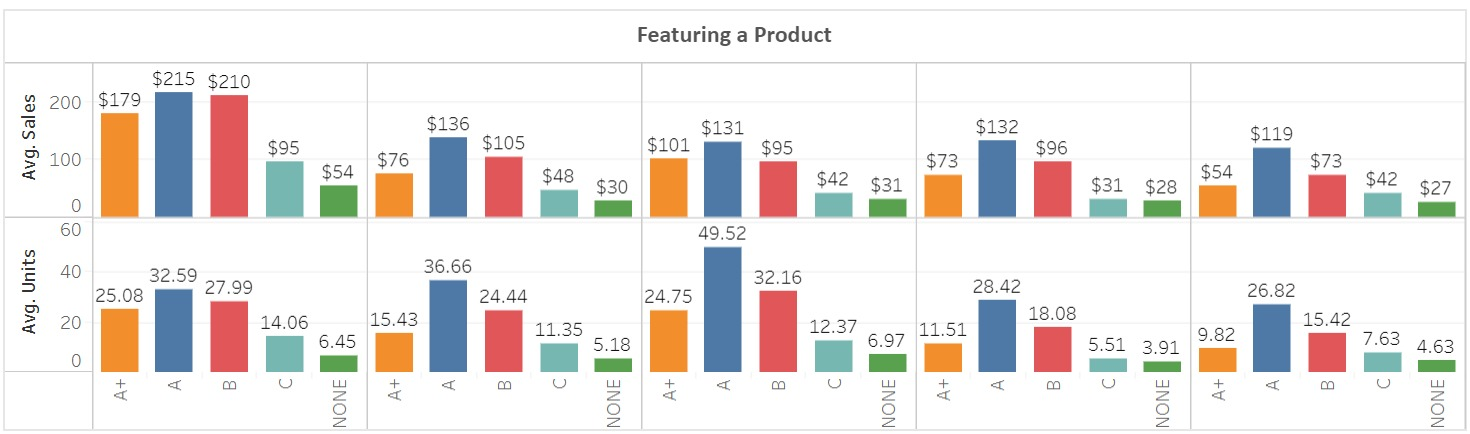 Featuring a Product
Avg. Sales
200
100
0
$179 $215 $210 $95 $54
$76 $136 $105 $48 $30
$101 $131 $95 $42 $31
$73 $132 $96 $31 $28
$54 $119 $73 $42 $27
Avg. Units
60
40
20
0
25.08 32.59 27.99 14.06 6.45
15.43 36.66 24.44 11.35 5.18
24.75 49.52 32.16 12.37 6.97
11.51 28.42 18.08 5.51 3.91
9.82 26.82 15.42 7.63 4.63
A+ A B C NONE
A+ A B C NONE
A+ A B C NONE
A+ A B C NONE
A+ A B C NONE